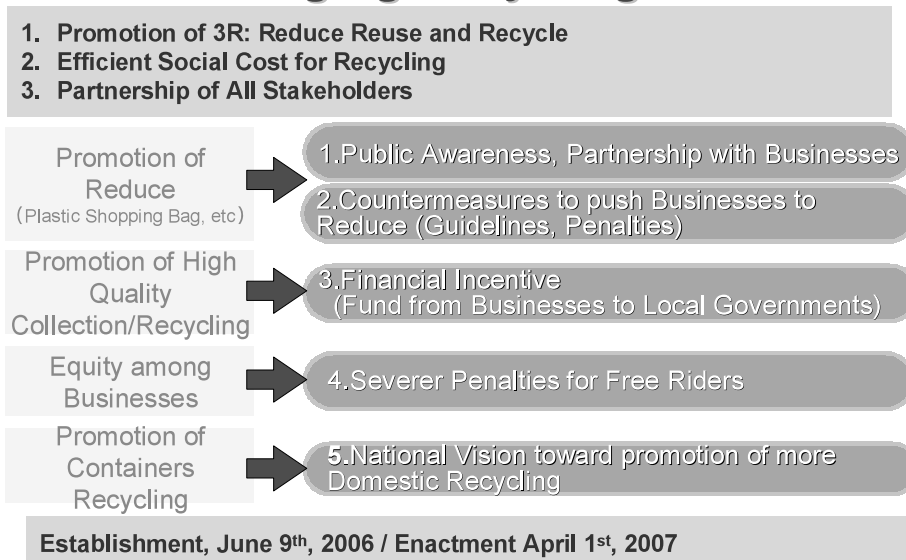 1. Promotion of 3R: Reduce Reuse and Recycle
2. Efficient Social Cost for Recycling
3. Partnership of All Stakeholders
Promotion of
Reduce
(Plastic Shopping Bag, etc)
1.Public Awareness, Partnership with Businesses
2.Countermeasures to push Businesses to
Reduce (Guidelines, Penalties)
Promotion of High
Quality
Collection/Recycling
3.Financial Incentive
(Fund from Businesses to Local Governments)
Equity among
Businesses
4.Severer Penalties for Free Riders
Promotion of
Containers
Recycling
5.National Vision toward promotion of more
Domestic Recycling
Establishment, June 9th, 2006 / Enactment April 1st, 2007